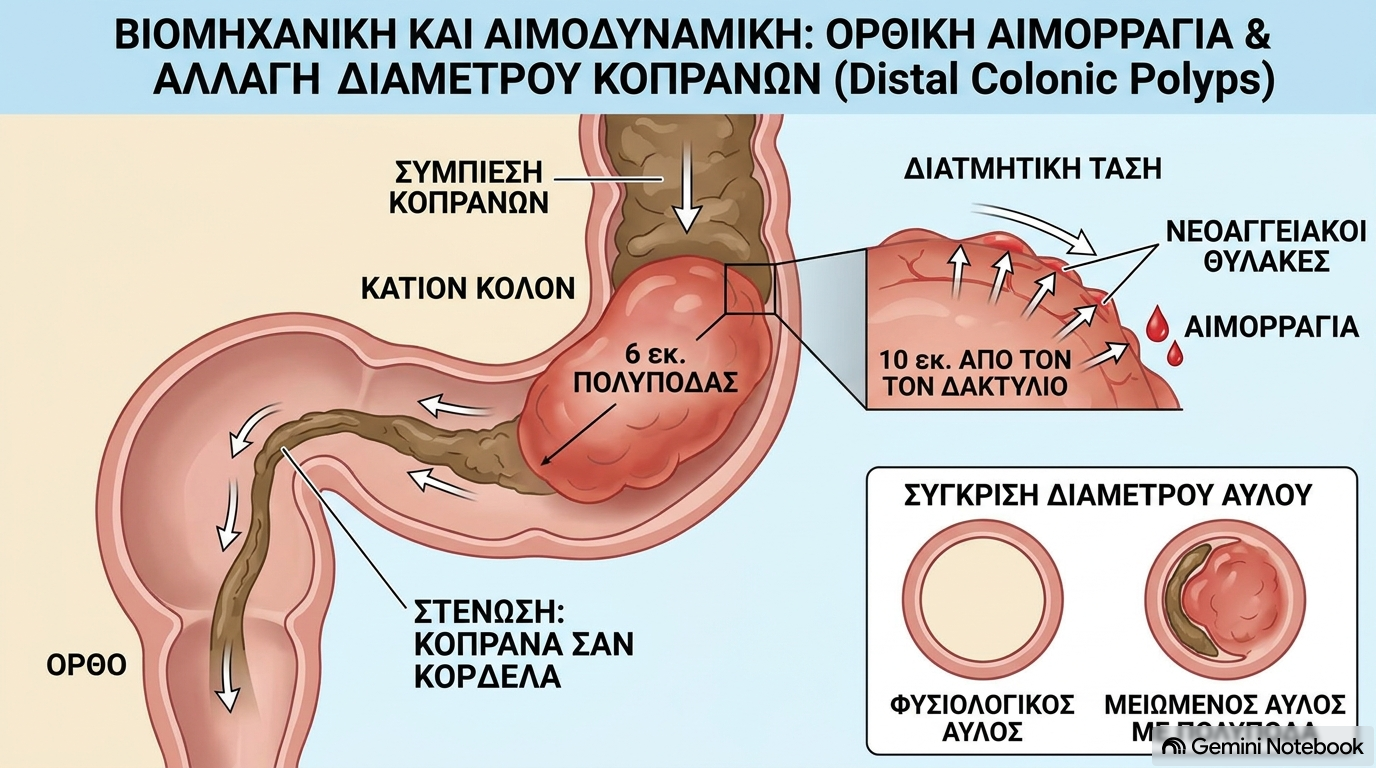 ΒΙΟΜΗΧΑΝΙΚΗ ΚΑΙ ΑΙΜΟΔΥΝΑΜΙΚΗ: ΟΡΘΙΚΗ ΑΙΜΟΡΡΑΓΙΑ &
ΑΛΛΑΓΗ ΔΙΑΜΕΤΡΟΥ ΚΟΠΡΑΝΩΝ (Distal Colonic Polyps)
ΣΥΜΠΙΕΣΗ
ΚΟΠΡΑΝΩΝ
ΚΑΤΙΟΝ ΚΟΛΟΝ
6 εκ.
ΠΟΛΥΠΟΔΑΣ
ΔΙΑΤΜΗΤΙΚΗ ΤΑΣΗ
ΝΕΟΑΓΓΕΙΑΚΟΙ
ΘΥΛΑΚΕΣ
ΑΙΜΟΡΡΑΓΙΑ
10 εκ. ΑΠΟ ΤΟΝ
ΤΟΝ ΔΑΚΤΥΛΙΟ
ΣΤΕΝΩΣΗ:
ΚΟΠΡΑΝΑ ΣΑΝ
ΚΟΡΔΕΛΑ
ΟΡΘΟ
ΣΥΓΚΡΙΣΗ ΔΙΑΜΕΤΡΟΥ ΑΥΛΟΥ
ΦΥΣΙΟΛΟΓΙΚΟΣ
ΑΥΛΟΣ
ΜΕΙΩΜΕΝΟΣ ΑΥΛΟΣ
ΜΕ ΠΟΛΥΠΟΔΑ
Gemini Notebook